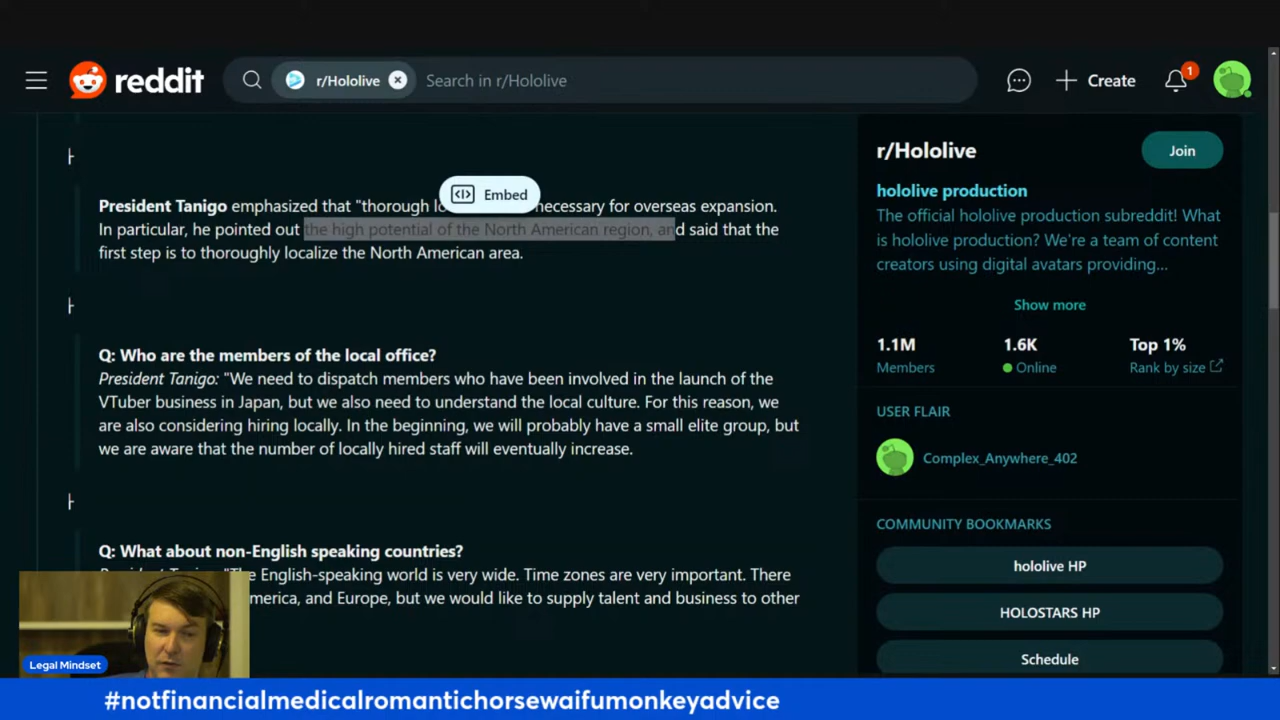 reddit
r/Hololive
Search in r/Hololive
Create
1
President Tanigo emphasized that "thorough lo necessary for overseas expansion.
Embed
In particular, he pointed out the high potential of the North American region, and said that the
first step is to thoroughly localize the North American area.
Q: Who are the members of the local office?
President Tanigo: "We need to dispatch members who have been involved in the launch of the
VTuber business in Japan, but we also need to understand the local culture. For this reason, we
are also considering hiring locally. In the beginning, we will probably have a small elite group, but
we are aware that the number of locally hired staff will eventually increase.
Q: What about non-English speaking countries?
English-speaking world is very wide. Time zones are very important. There
and Europe, but we would like to supply talent and business to other
r/Hololive
Join
hololive production
The official hololive production subreddit! What
is hololive production? We're a team of content
creators using digital avatars providing...
Show more
1.1M 1.6K Top 1%
Members Online Rank by size
USER FLAIR
Complex_Anywhere_402
COMMUNITY BOOKMARKS
hololive HP
HOLOSTARS HP
Schedule
Legal Mindset
#notfinancialmedicalromantichorsewaifumonkeyadvice